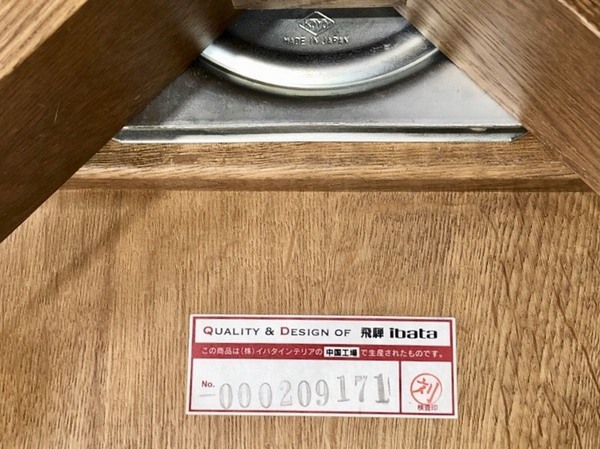 TOYO
MADE IN JAPAN
QUALITY & DESIGN OF 飛騨 ibata
この商品は(株)イバタインテリアの 中国工場 で生産されたものです。
No. -000209171
検査印